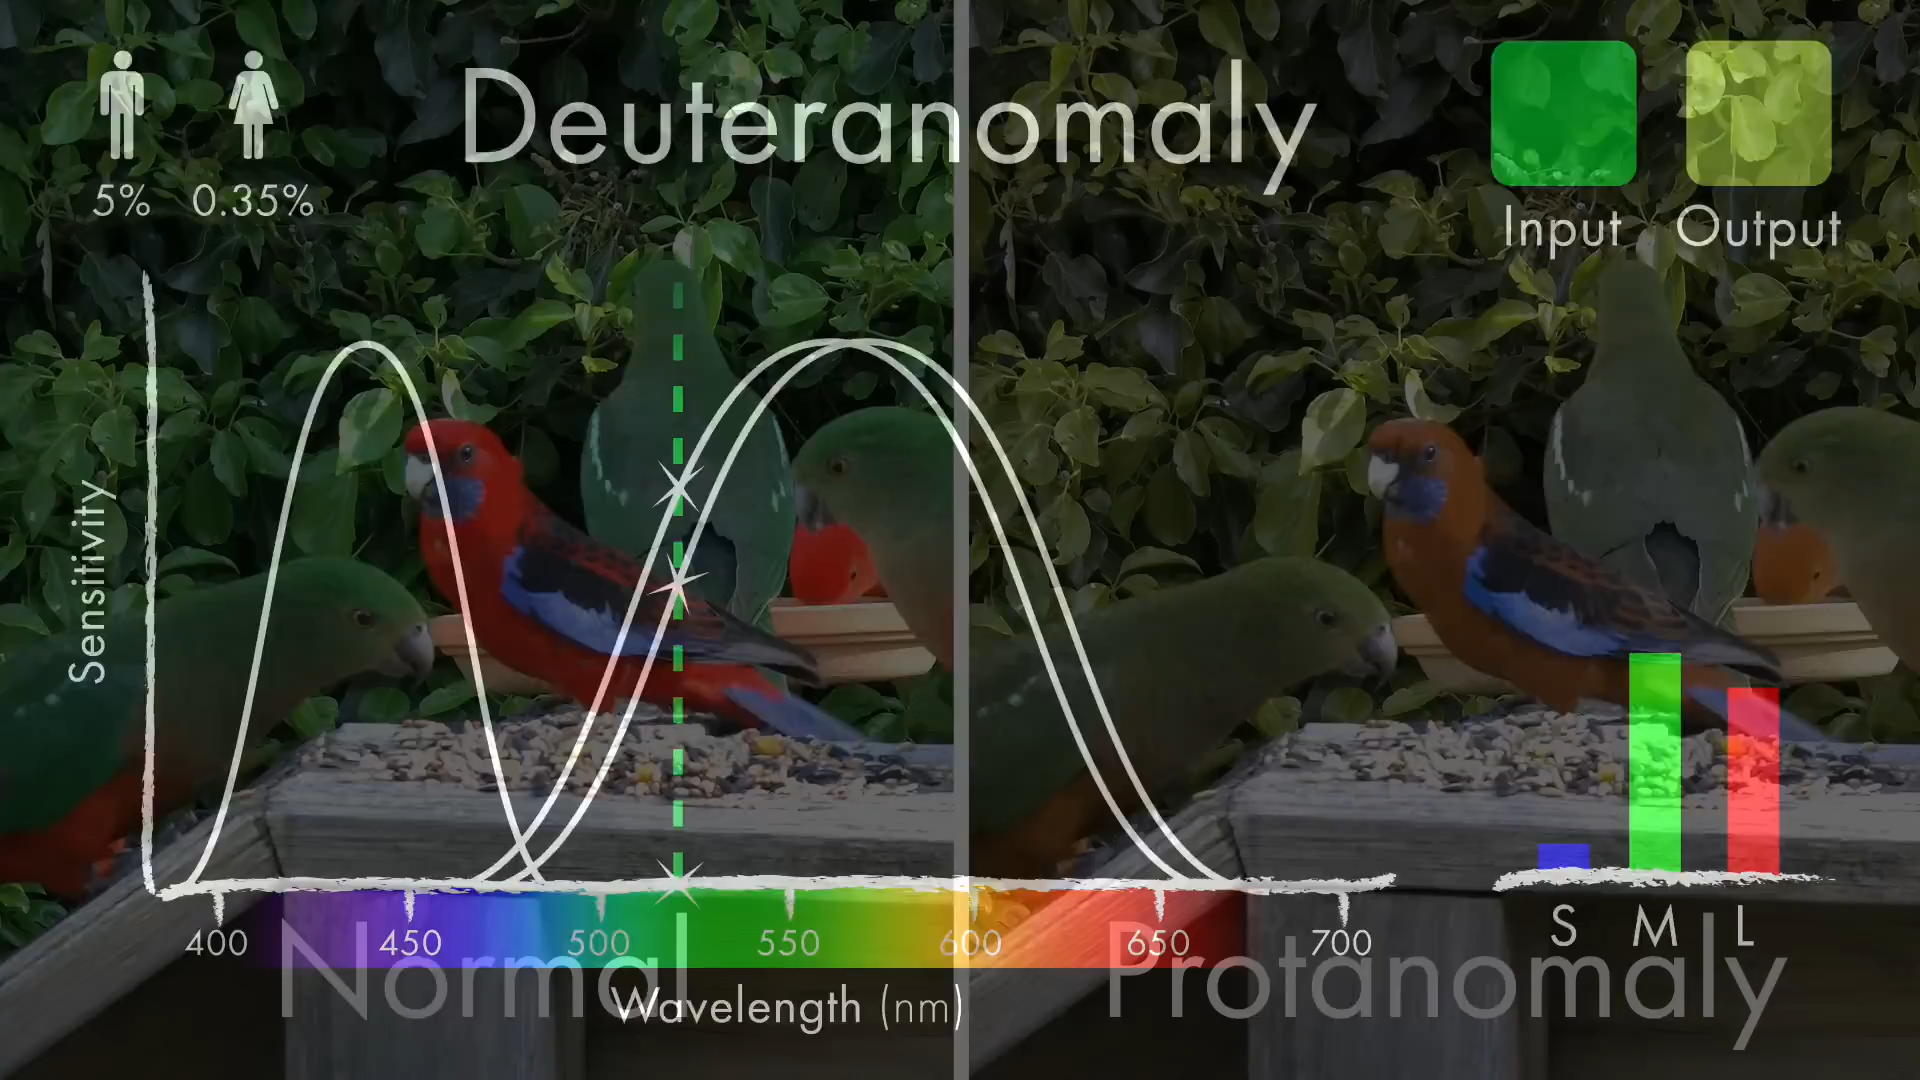 Deuteranomaly
5% 0.35%
Input Output
Sensitivity
400 450 500 550 600 650 700
Wavelength (nm)
S M L
Normal Protanomaly